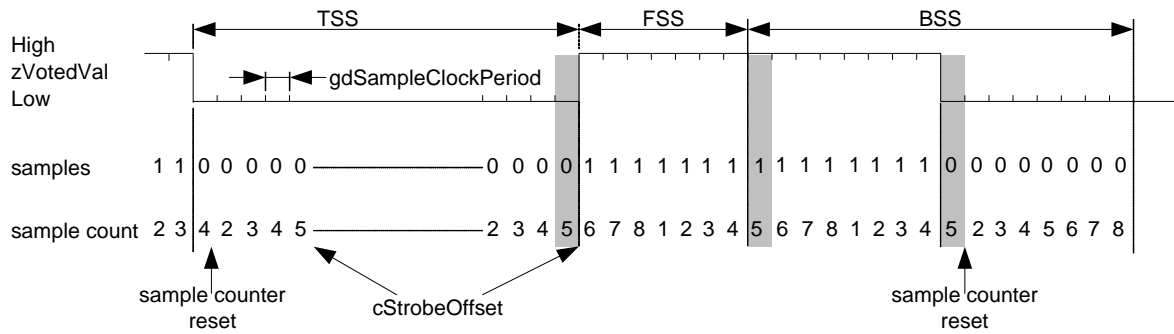 TSS FSS BSS
High
zVotedVal
Low
gdSampleClockPeriod
samples 1 1 0 0 0 0 0 0 0 0 0 1 1 1 1 1 1 1 1 1 1 1 1 1 1 1 0 0 0 0 0 0 0 0
sample count 2 3 4 2 3 4 5 2 3 4 5 6 7 8 1 2 3 4 5 6 7 8 1 2 3 4 5 2 3 4 5 6 7 8
sample counter
reset
cStrobeOffset
sample counter
reset